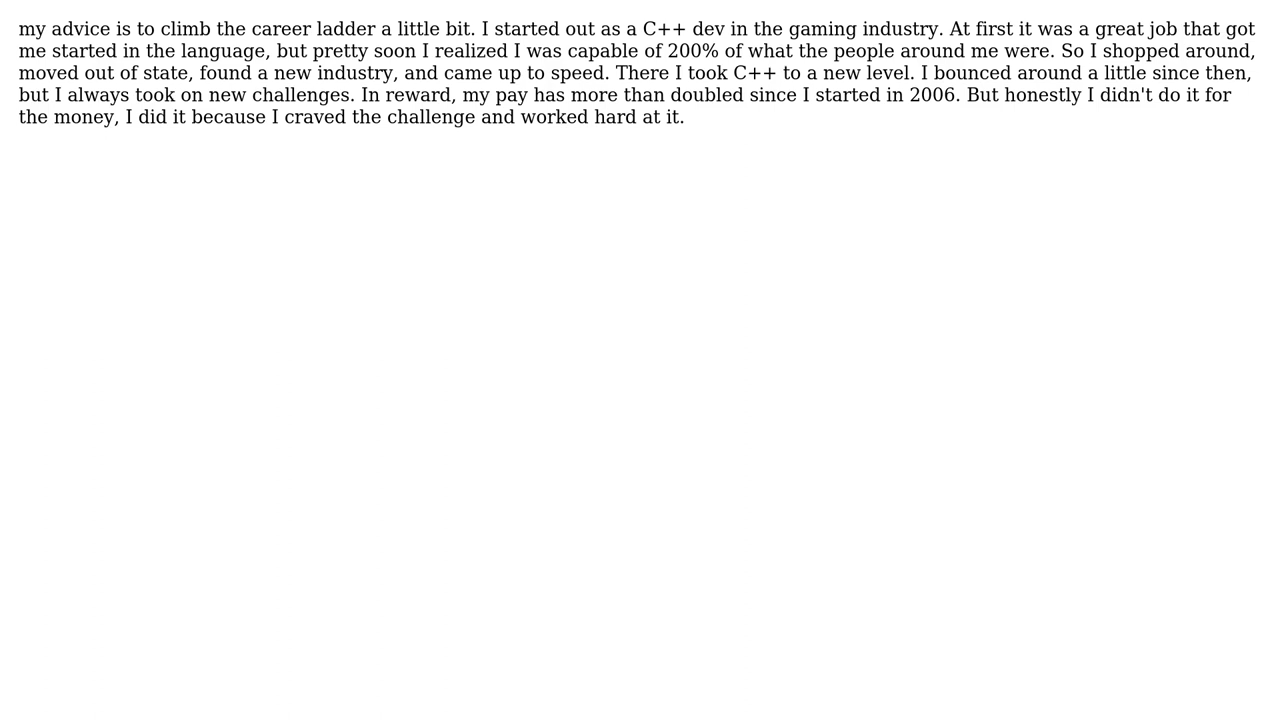 my advice is to climb the career ladder a little bit. I started out as a C++ dev in the gaming industry. At first it was a great job that got
me started in the language, but pretty soon I realized I was capable of 200% of what the people around me were. So I shopped around,
moved out of state, found a new industry, and came up to speed. There I took C++ to a new level. I bounced around a little since then,
but I always took on new challenges. In reward, my pay has more than doubled since I started in 2006. But honestly I didn't do it for
the money, I did it because I craved the challenge and worked hard at it.